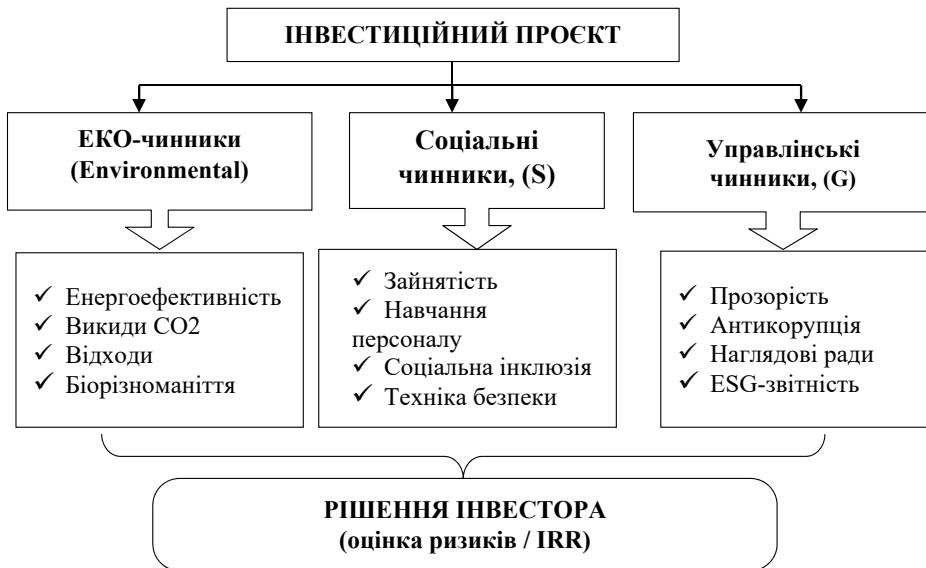 ІНВЕСТИЦІЙНИЙ ПРОЄКТ
ЕКО-чинники
(Environmental)
Соціальні
чинники, (S)
Управлінські
чинники, (G)
✓ Енергоефективність
✓ Викиди CO2
✓ Відходи
✓ Біорізноманіття
✓ Зайнятість
✓ Навчання
персоналу
✓ Соціальна інклюзія
✓ Техніка безпеки
✓ Прозорість
✓ Антикорупція
✓ Наглядові ради
✓ ESG-звітність
РІШЕННЯ ІНВЕСТОРА
(оцінка ризиків / IRR)